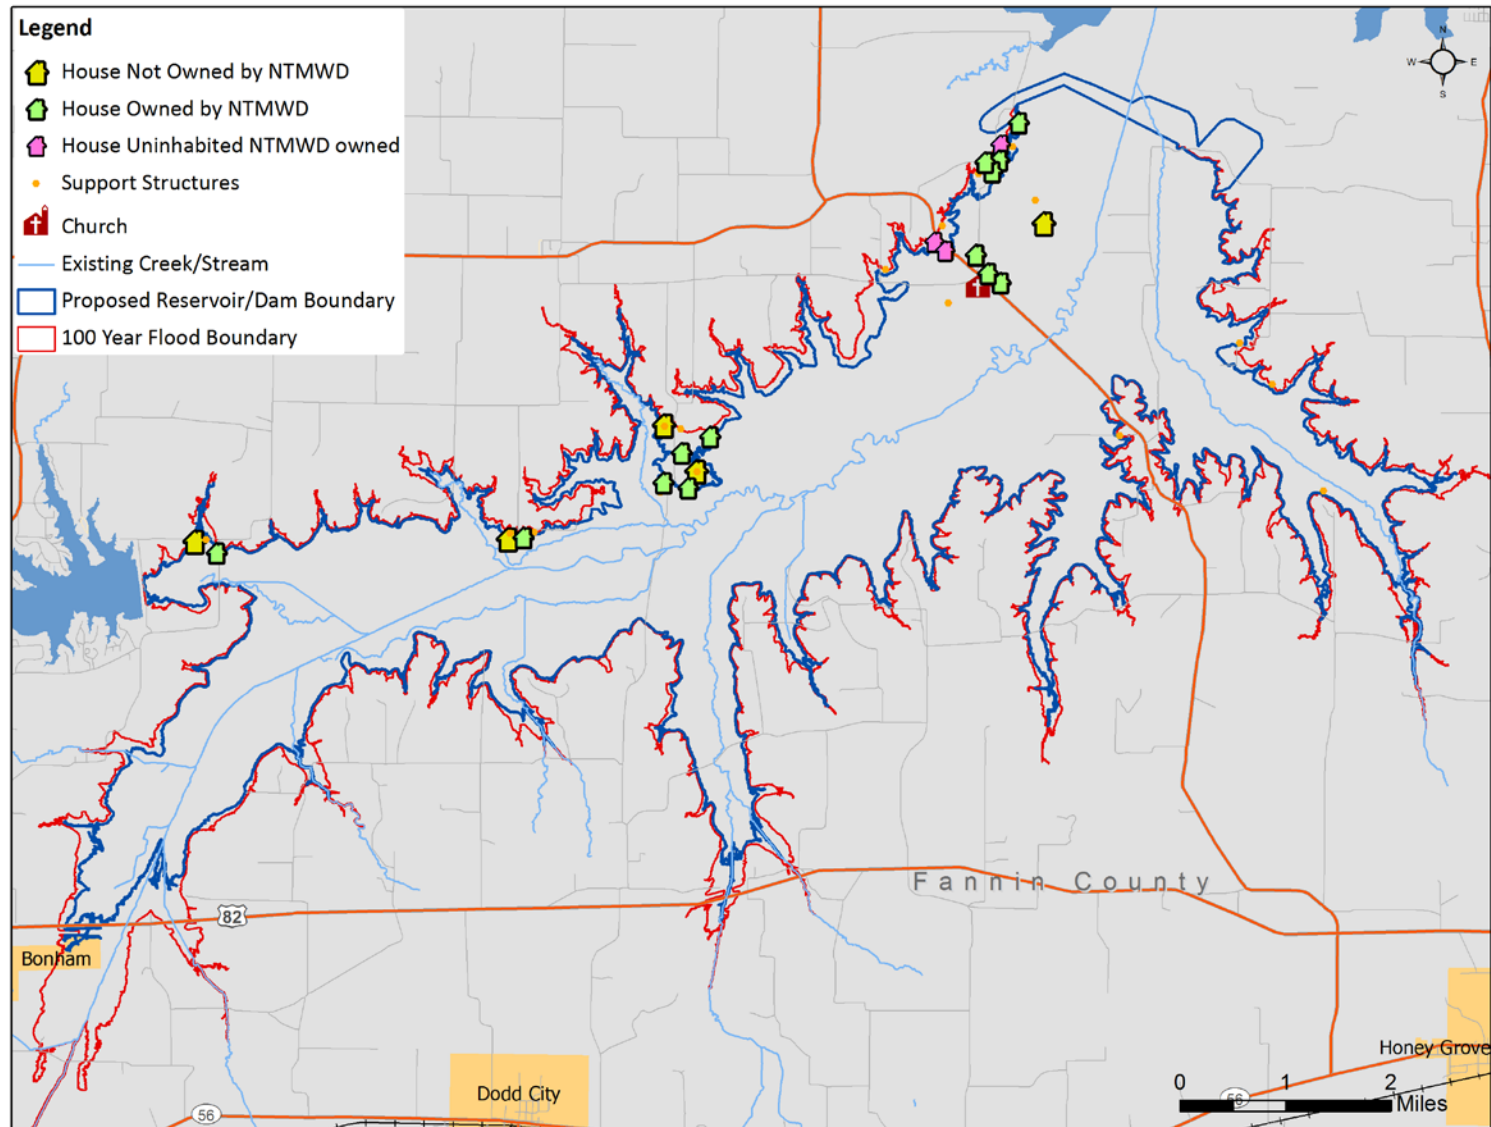 Legend
House Not Owned by NTMWD
House Owned by NTMWD
House Uninhabited NTMWD owned
Support Structures
Church
Existing Creek/Stream
Proposed Reservoir/Dam Boundary
100 Year Flood Boundary
N
W E
S
Fannin County
82
Bonham
Honey Grove
Dodd City
0 1 2
56
Miles
56